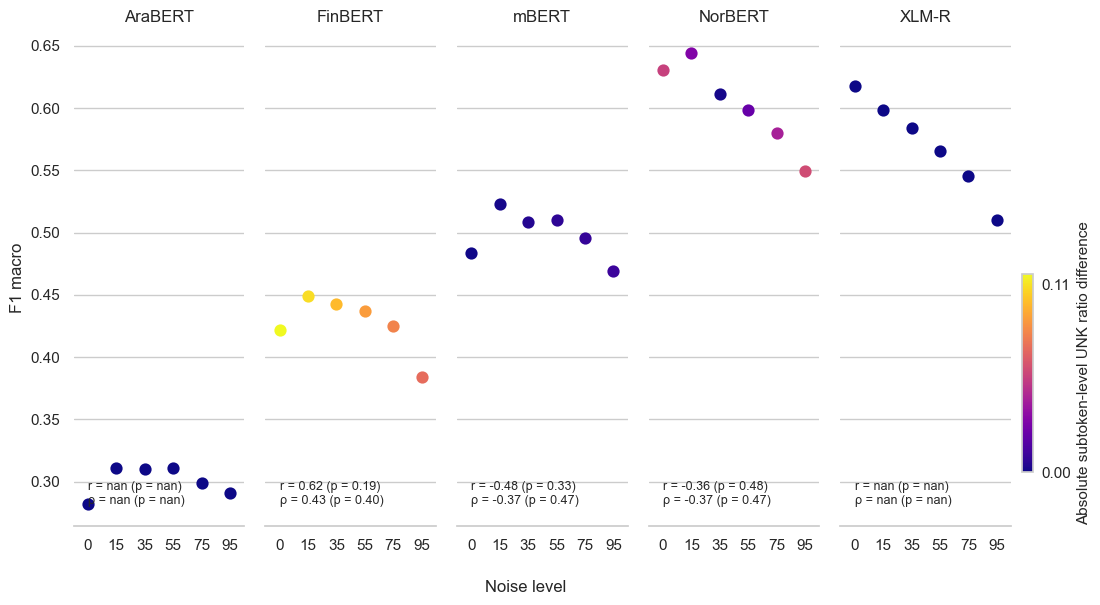 AraBERT
FinBERT
mBERT
NorBERT
XLM-R
F1 macro
0.65
0.60
0.55
0.50
0.45
0.40
0.35
0.30
r = nan (p = nan)
ρ = nan (p = nan)
r = 0.62 (p = 0.19)
ρ = 0.43 (p = 0.40)
r = -0.48 (p = 0.33)
ρ = -0.37 (p = 0.47)
r = -0.36 (p = 0.48)
ρ = -0.37 (p = 0.47)
r = nan (p = nan)
ρ = nan (p = nan)
0 15 35 55 75 95
0 15 35 55 75 95
0 15 35 55 75 95
0 15 35 55 75 95
0 15 35 55 75 95
Noise level
0.11
0.00
Absolute subtoken-level UNK ratio difference